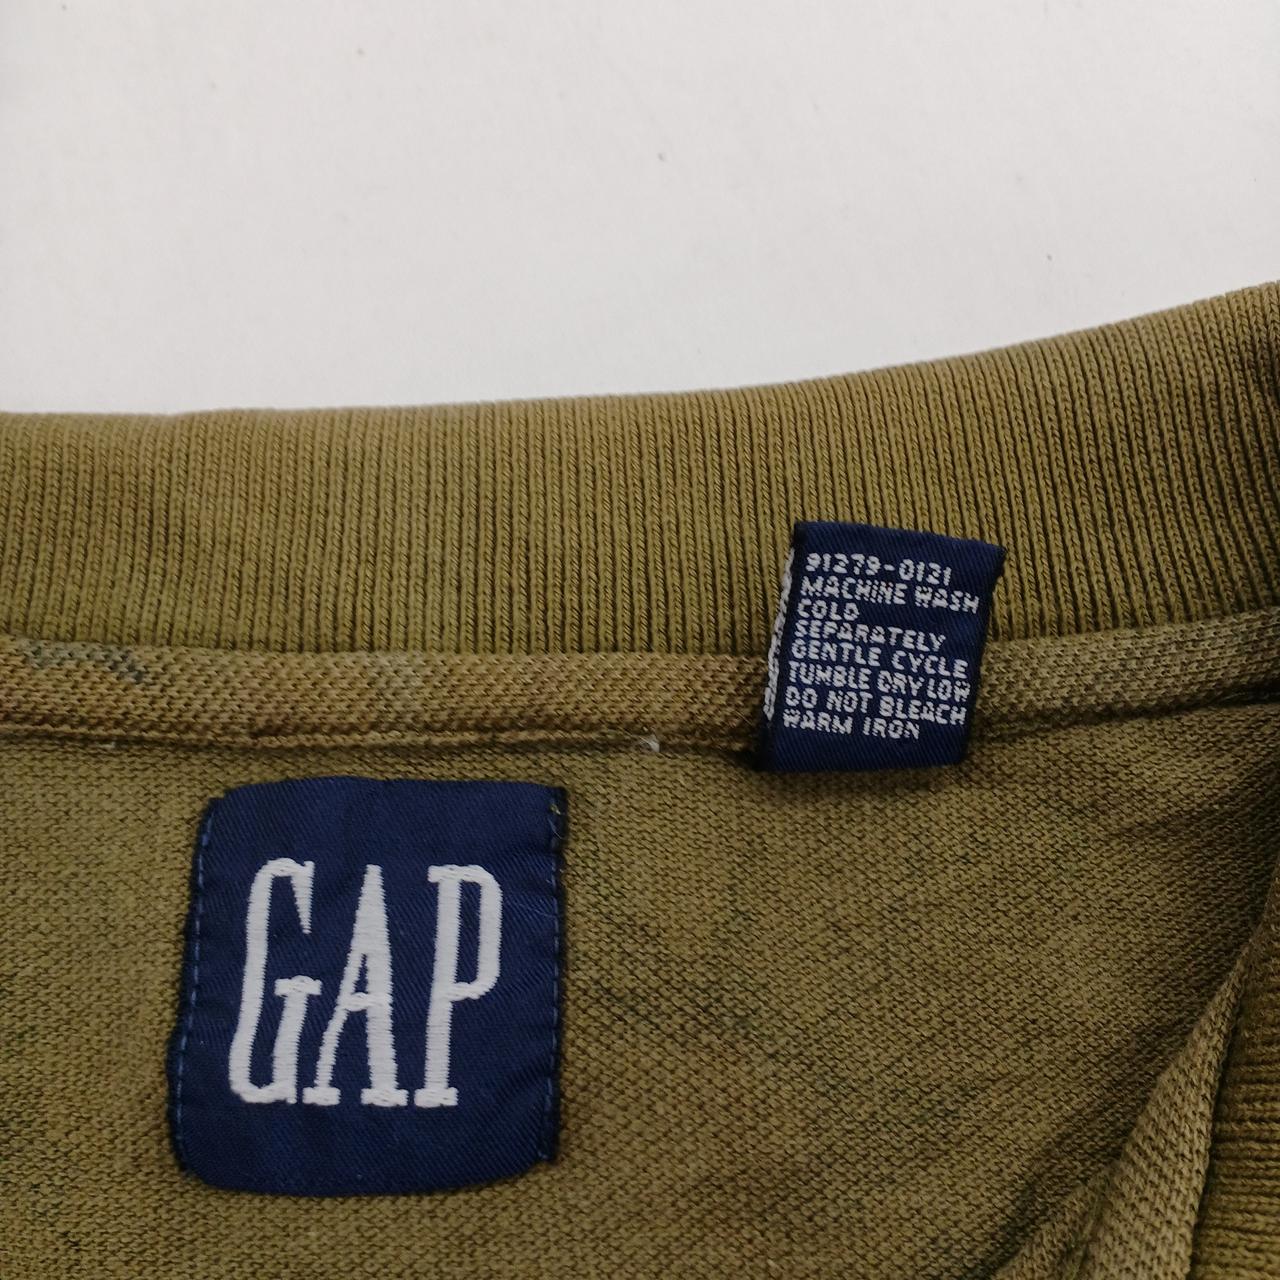 91279-0121
MACHINE WASH
COLD
SEPARATELY
GENTLE CYCLE
TUMBLE DRY LOW
DO NOT BLEACH
WARM IRON
GAP